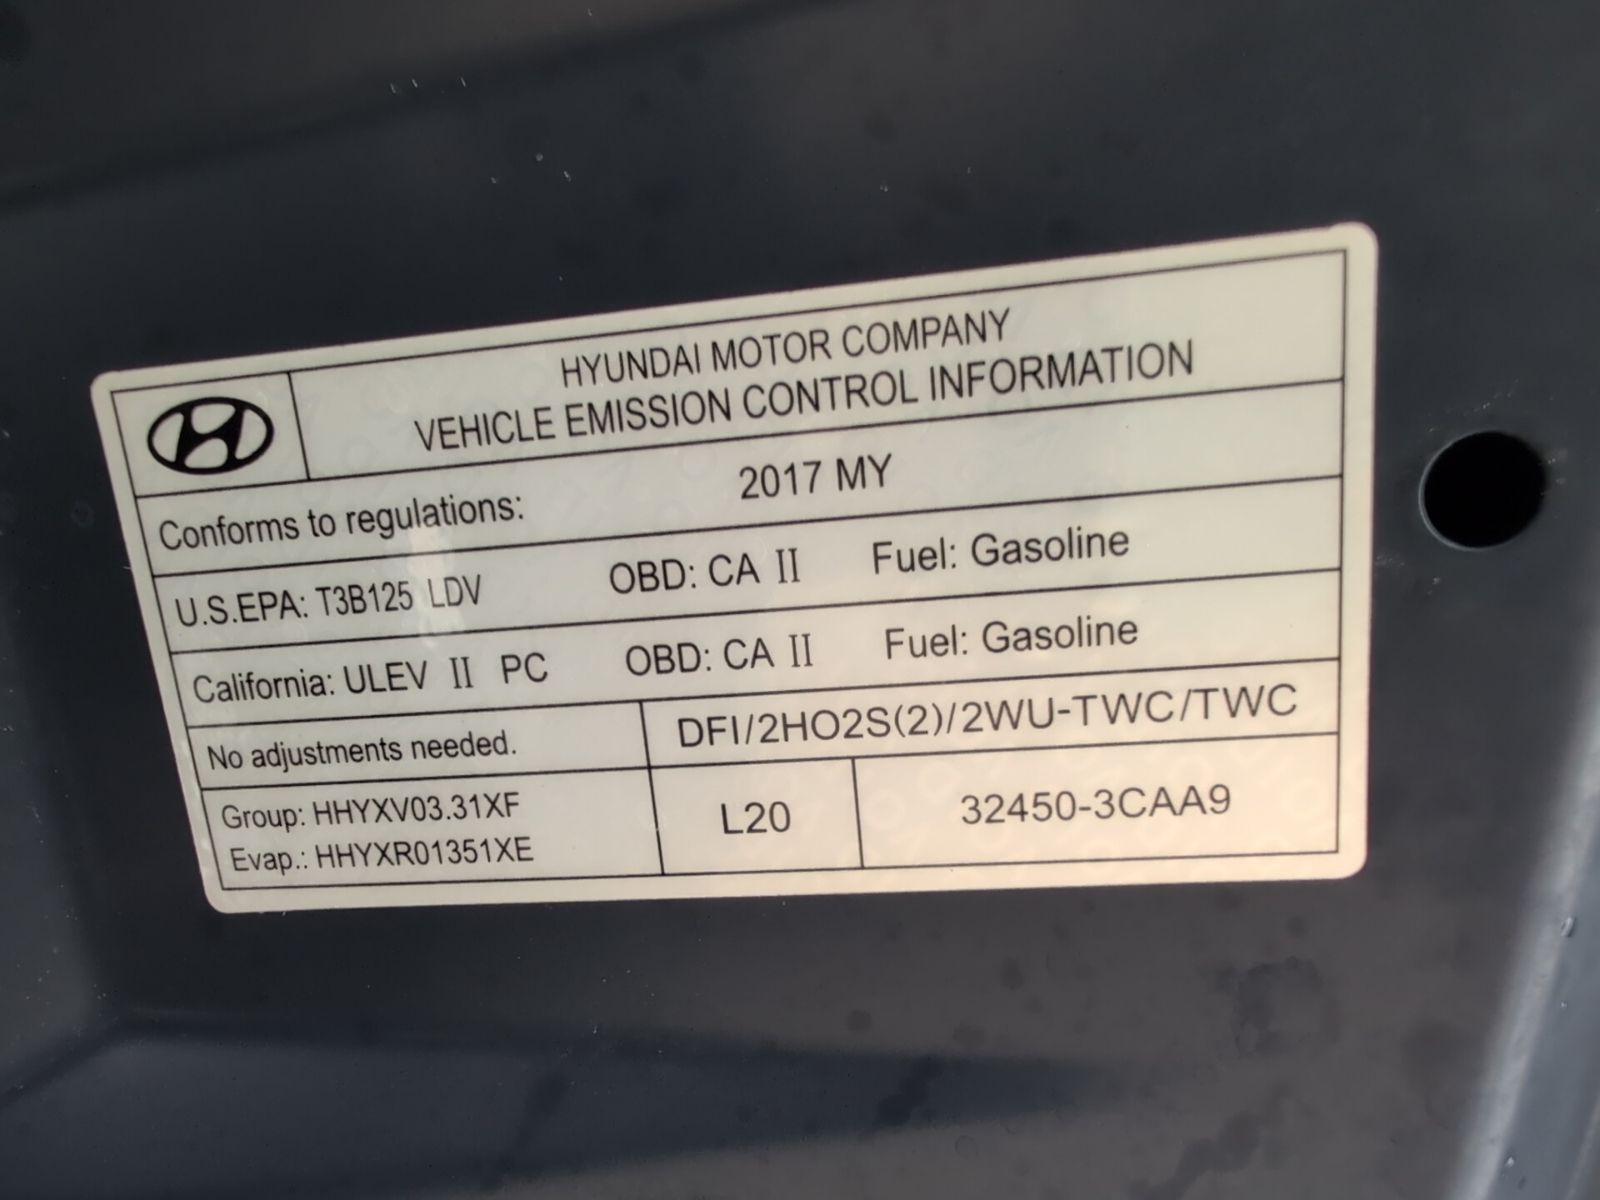 HYUNDAI MOTOR COMPANY
VEHICLE EMISSION CONTROL INFORMATION
Conforms to regulations: 2017 MY
U.S.EPA: T3B125 LDV OBD: CA II Fuel: Gasoline
California: ULEV II PC OBD: CA II Fuel: Gasoline
No adjustments needed. DFI/2HO2S(2)/2WU-TWC/TWC
Group: HHYXV03.31XF
Evap.: HHYXR01351XE
L20
32450-3CAA9